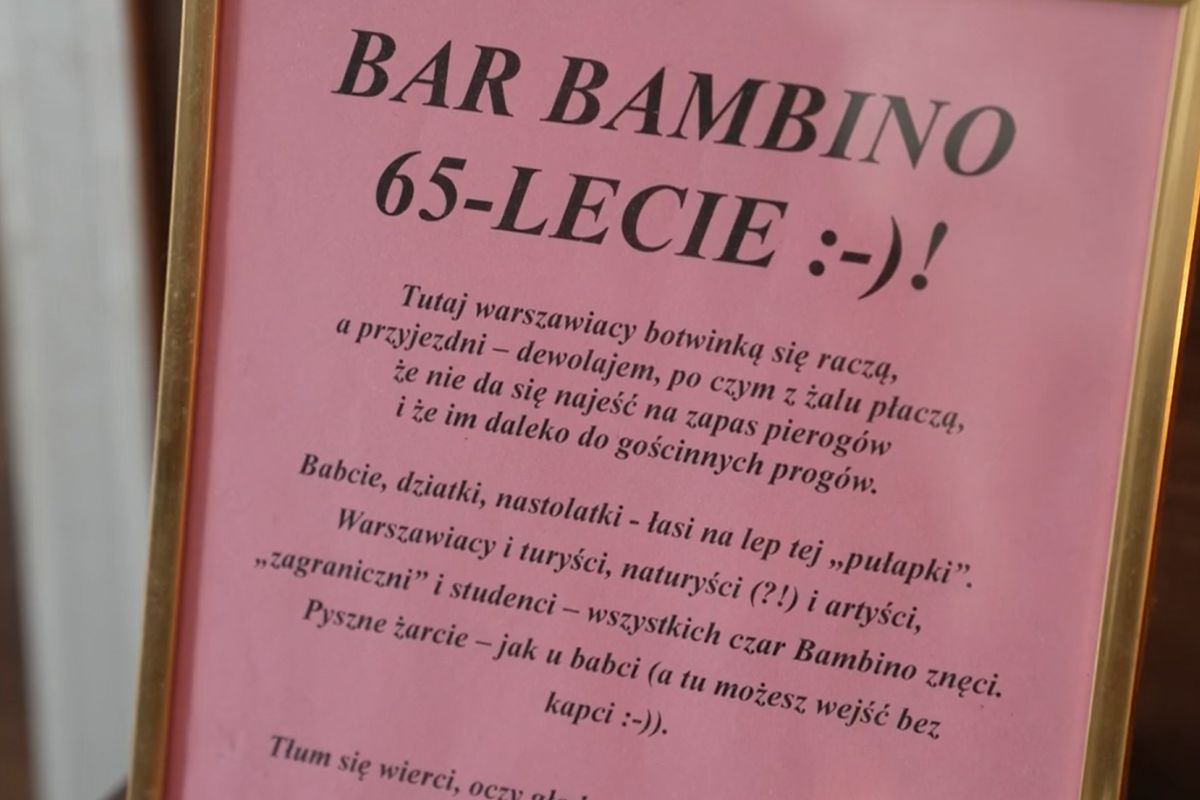 BAR BAMBINO
65-LECIE :-)!
Tutaj warszawiacy botwinką się raczą,
a przyjezdni – dewolajem, po czym z żalu płaczą,
że nie da się najeść na zapas pierogów
i że im daleko do gościnnych progów.
Babcie, dziatki, nastolatki - łasi na lep tej „pułapki”.
Warszawiacy i turyści, naturyści (?!) i artyści,
„zagraniczni” i studenci – wszystkich czar Bambino znęci.
Pyszne żarcie – jak u babci (a tu możesz wejść bez
kapci :-)).
Tłum się wierci, oczy